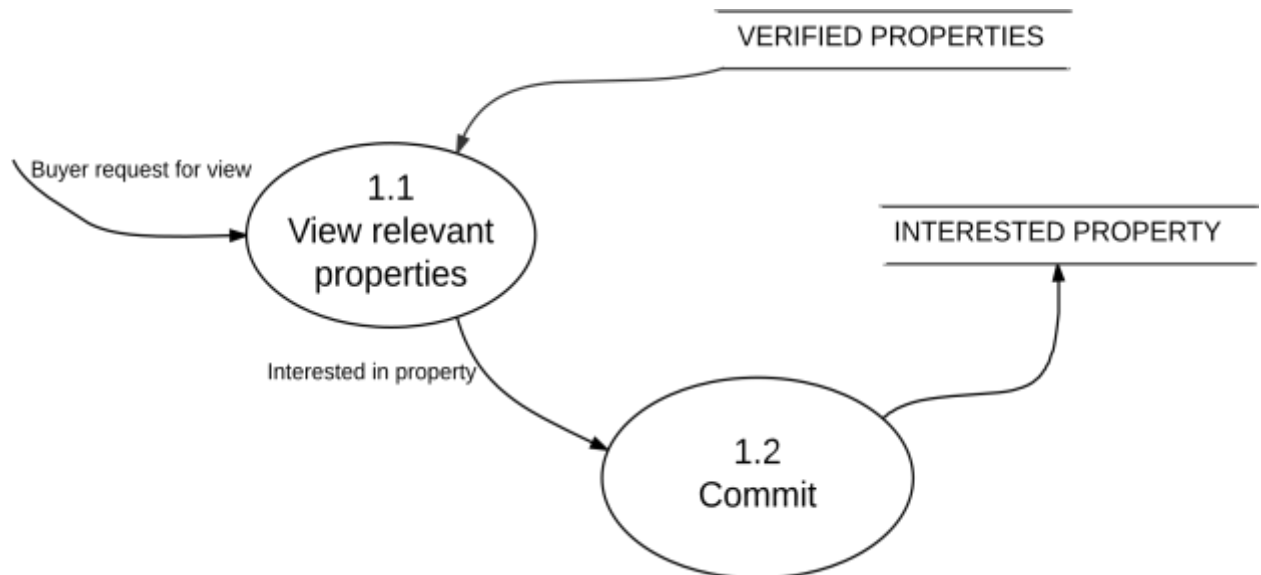 VERIFIED PROPERTIES
Buyer request for view
1.1
View relevant
properties
INTERESTED PROPERTY
Interested in property
1.2
Commit